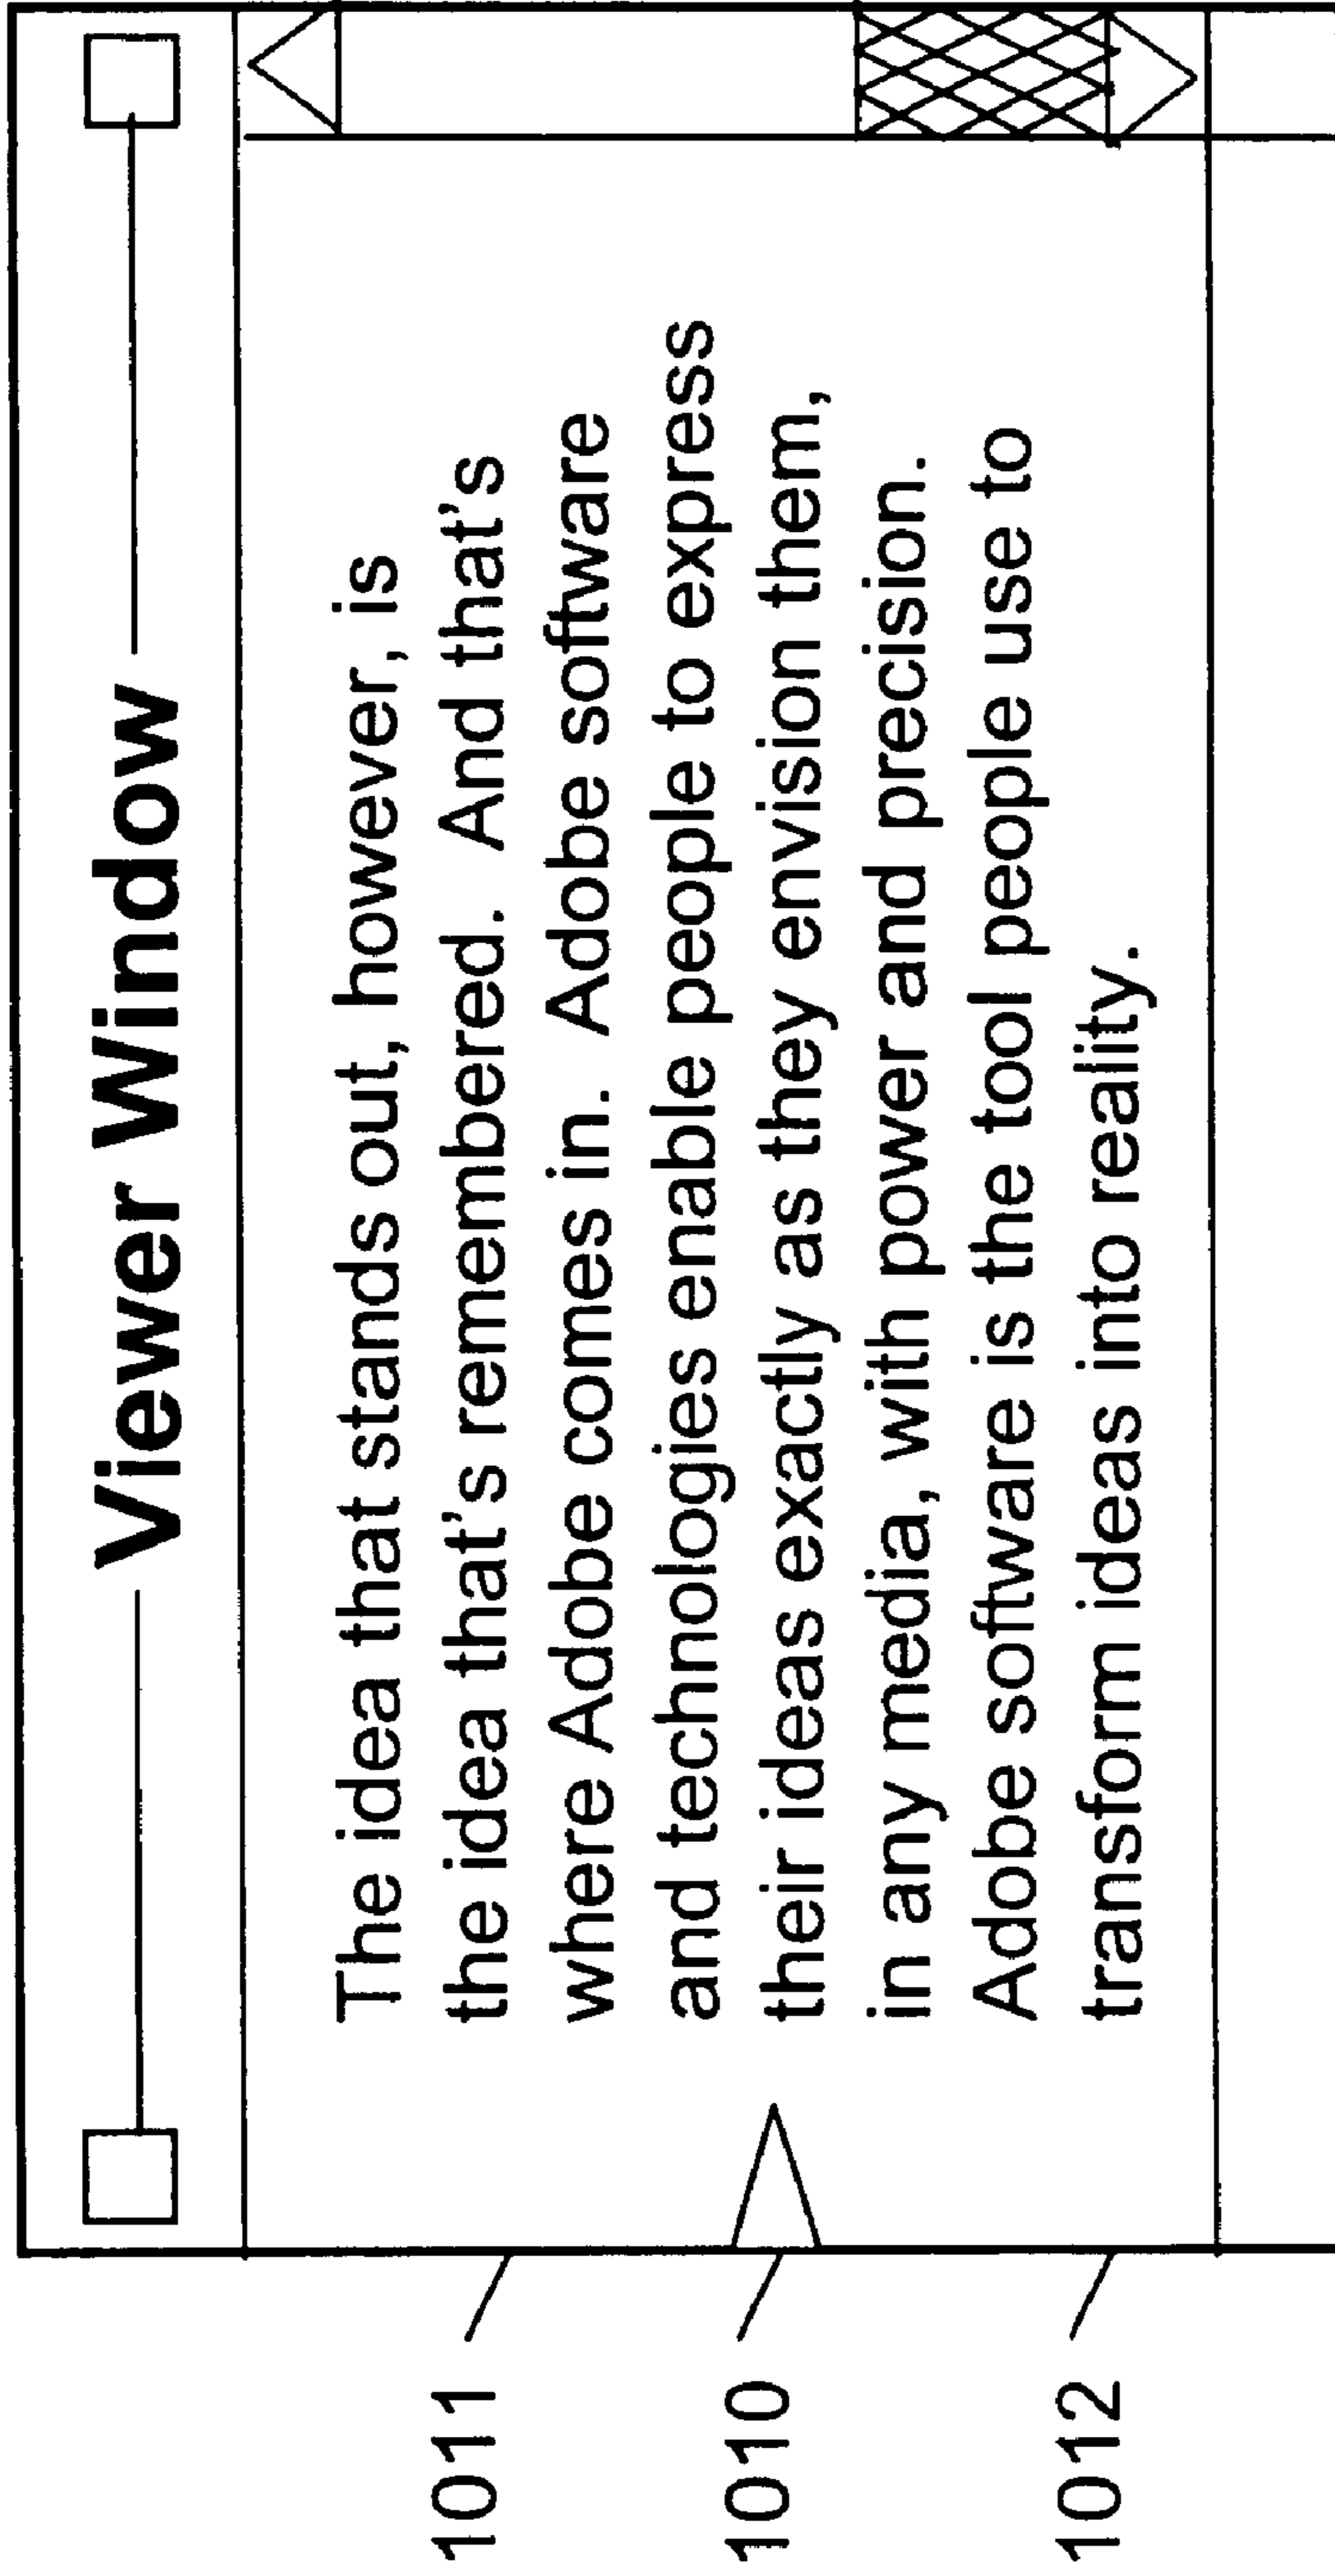 Viewer Window
The idea that stands out, however, is
the idea that's remembered. And that's
where Adobe comes in. Adobe software
and technologies enable people to express
their ideas exactly as they envision them,
in any media, with power and precision.
Adobe software is the tool people use to
transform ideas into reality.
1011
1010
1012